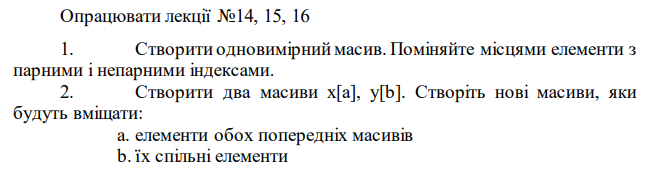 Опрацювати лекції №14, 15, 16
1. Створити одновимірний масив. Поміняйте місцями елементи з
парними і непарними індексами.
2. Створити два масиви x[a], y[b]. Створіть нові масиви, яки
будуть вміщати:
a. елементи обох попередніх масивів
b. їх спільні елементи